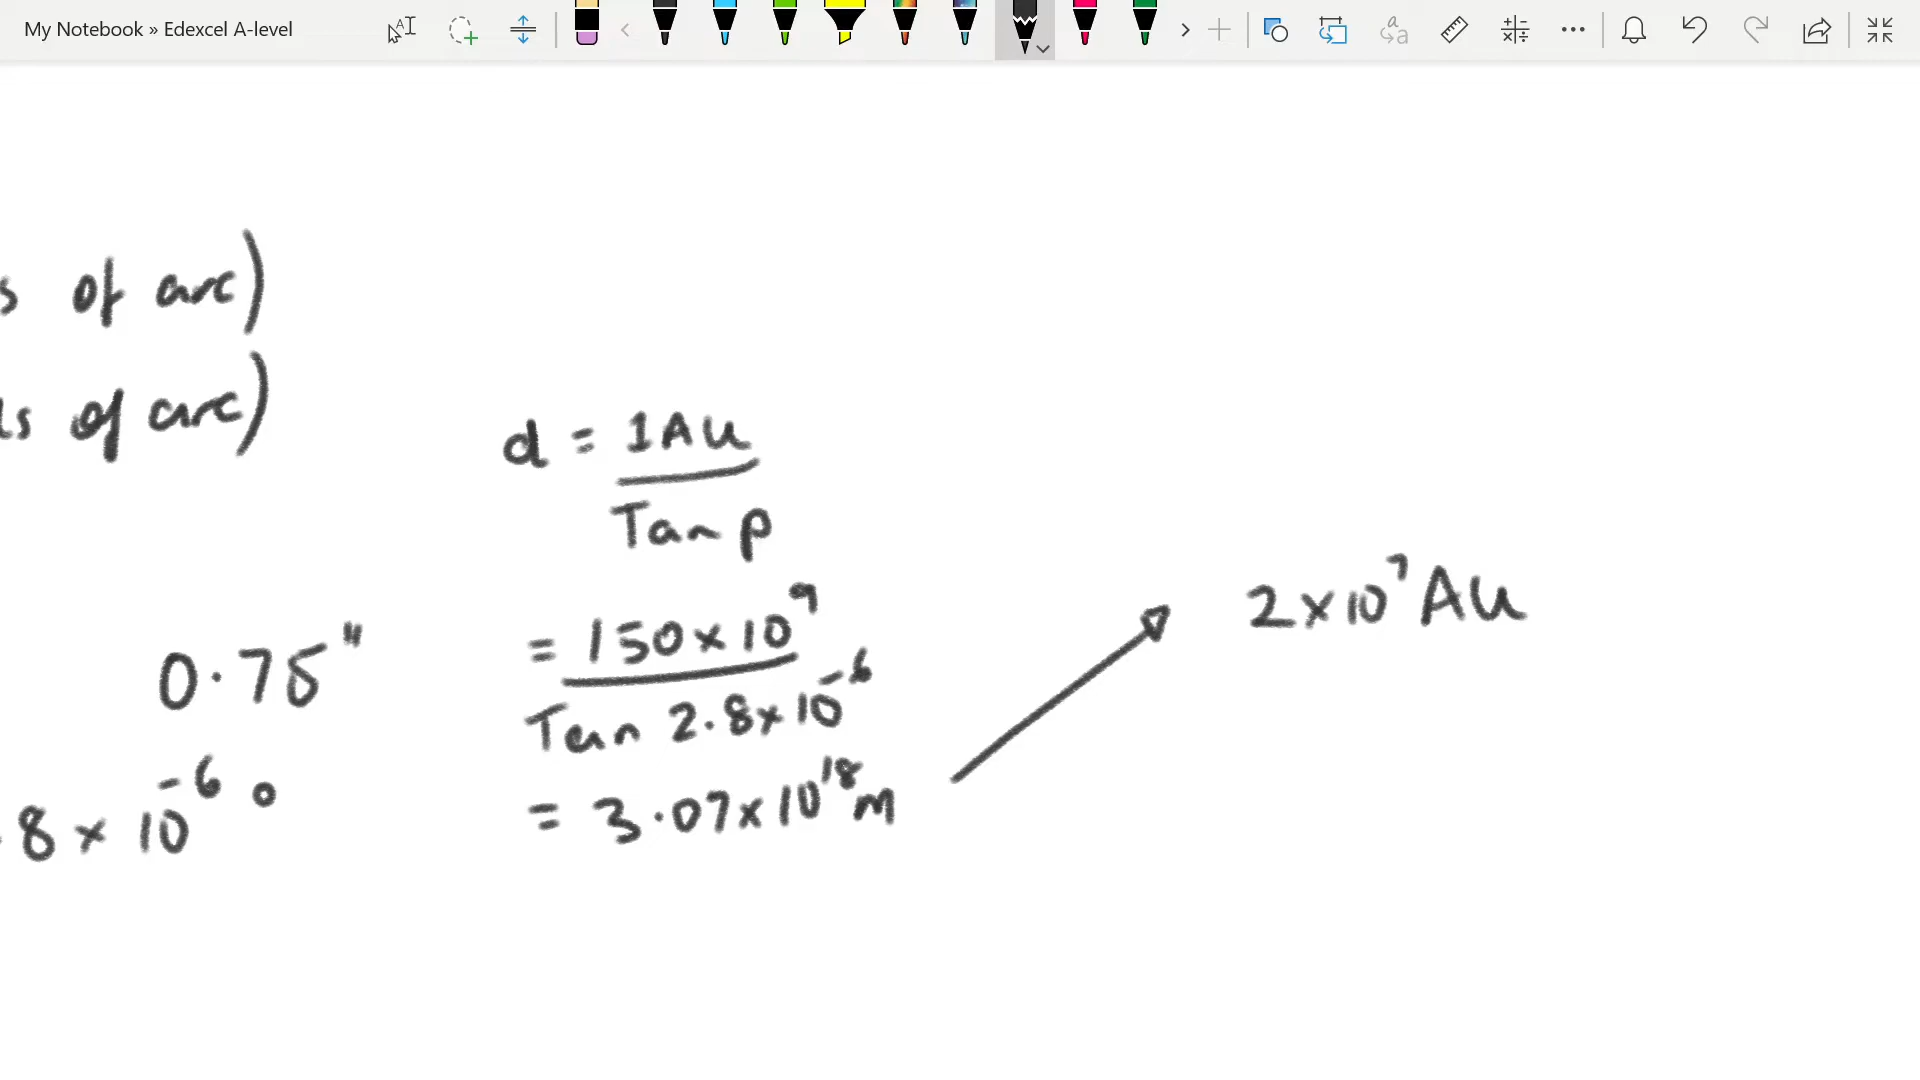 My Notebook » Edexcel A-level
s of arc)
ls of arc)
d = 1AU
Tan p
0.75"
= 150 x 10⁹
Tan 2.8 x 10⁻⁶
.8 x 10⁻⁶ °
= 3.07 x 10¹⁸ m
2 x 10⁷ AU